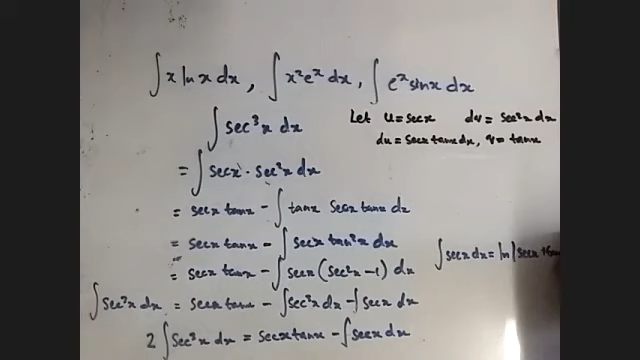 ∫x ln x dx, ∫x²eˣ dx, ∫eˣ sinx dx
∫sec³x dx
Let u = secx dv = sec²x dx
du = secx tanx dx, v = tanx
= ∫secx · sec²x dx
= secx tanx - ∫tanx secx tanx dx
= secx tanx - ∫secx tan²x dx
= secx tanx - ∫secx (sec²x - 1) dx
∫secx dx = ln|secx +tan
∫sec³x dx = secx tanx - ∫sec³x dx - ∫secx dx
2∫sec³x dx = secx tanx - ∫secx dx